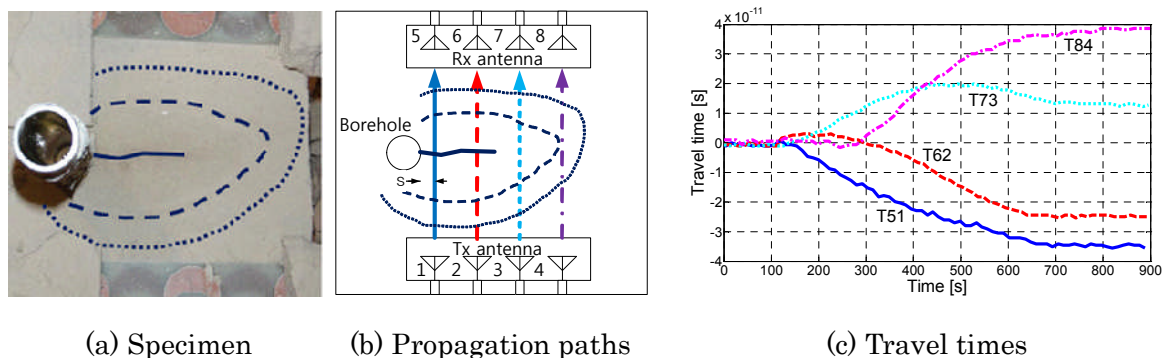 5 6 7 8
Rx antenna
Borehole
S
Tx antenna
1 2 3 4
x 10-11
4
3
2
1
0
-1
-2
-3
-4
Travel time [s]
T84
T73
T62
T51
0 100 200 300 400 500 600 700 800 900
Time [s]
(a) Specimen (b) Propagation paths (c) Travel times